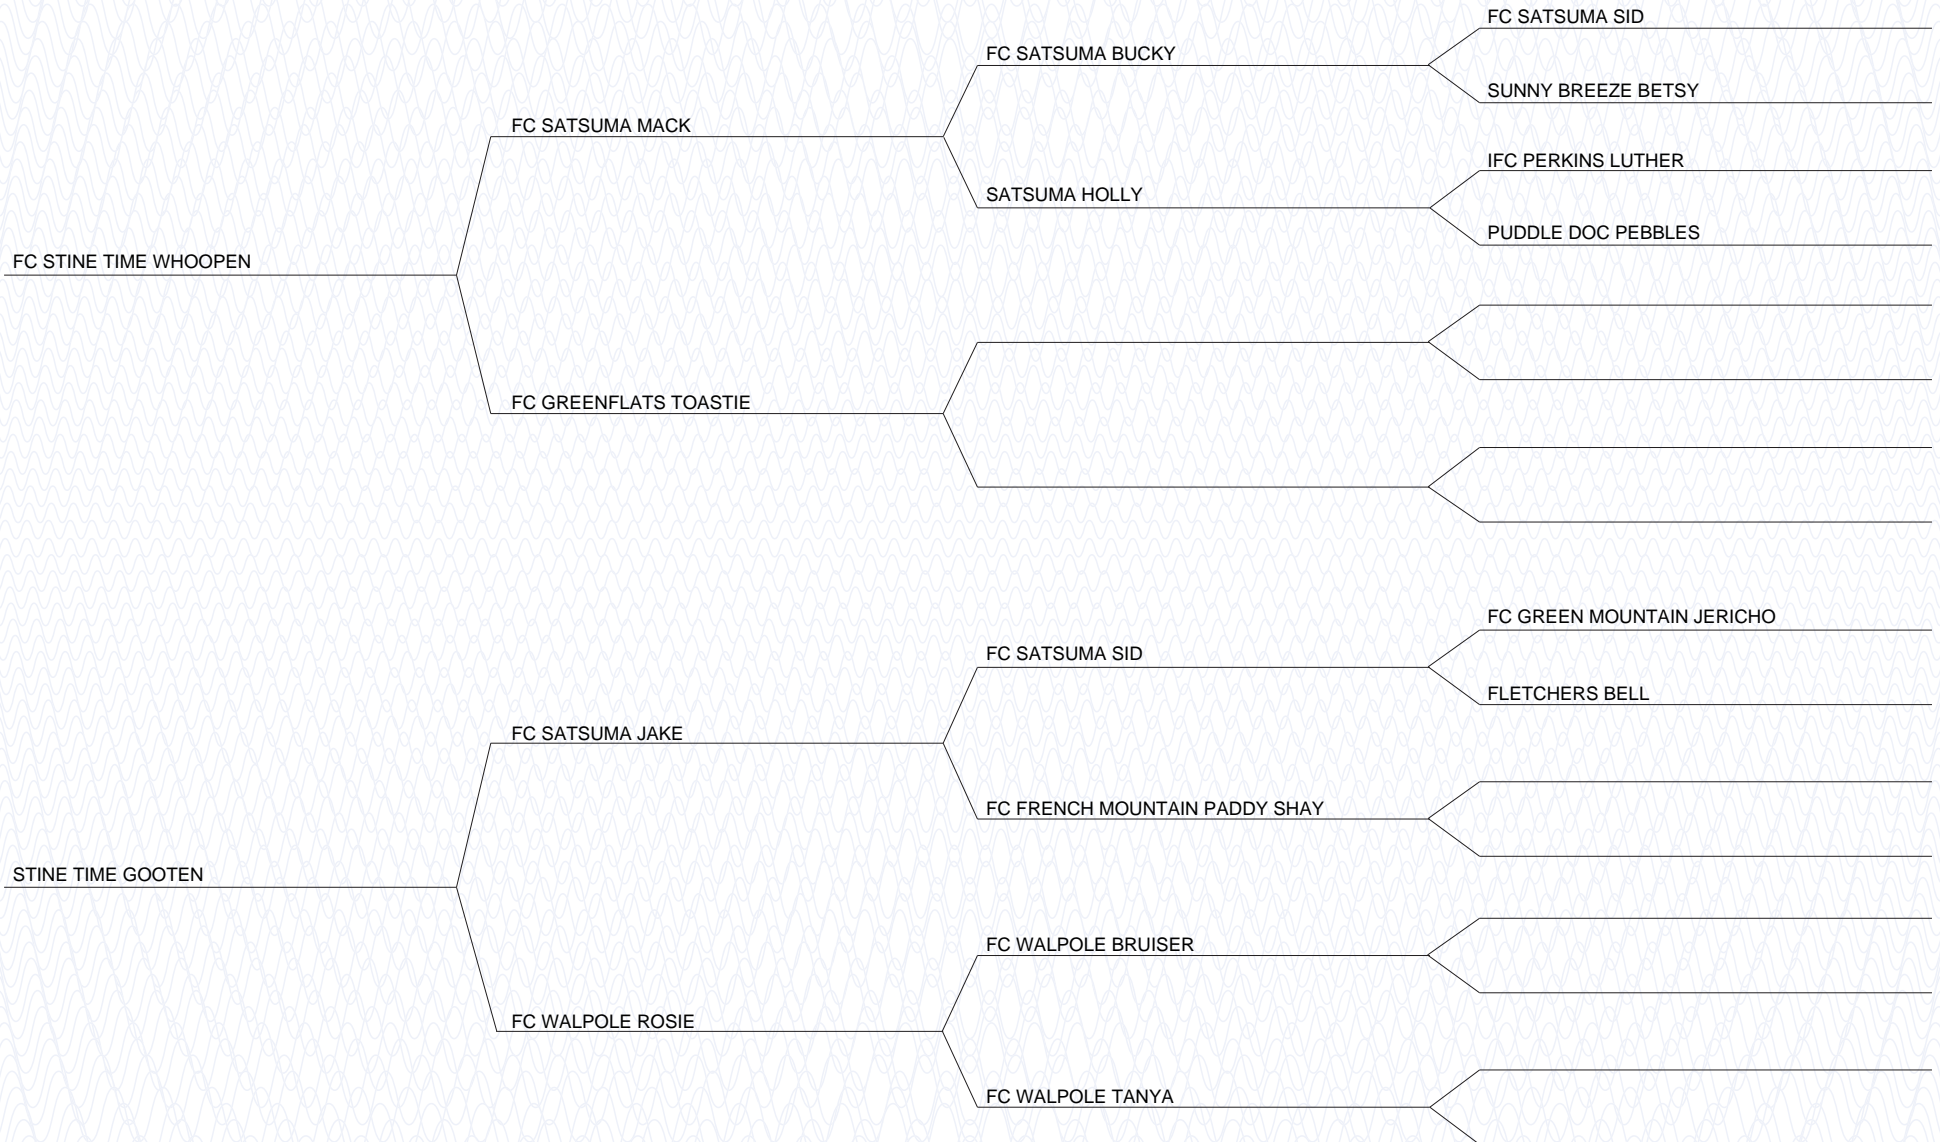 FC SATSUMA SID
FC SATSUMA BUCKY
SUNNY BREEZE BETSY
FC SATSUMA MACK
IFC PERKINS LUTHER
SATSUMA HOLLY
PUDDLE DOC PEBBLES
FC STINE TIME WHOOPEN
FC GREENFLATS TOASTIE
FC GREEN MOUNTAIN JERICHO
FC SATSUMA SID
FLETCHERS BELL
FC SATSUMA JAKE
FC FRENCH MOUNTAIN PADDY SHAY
STINE TIME GOOTEN
FC WALPOLE BRUISER
FC WALPOLE ROSIE
FC WALPOLE TANYA